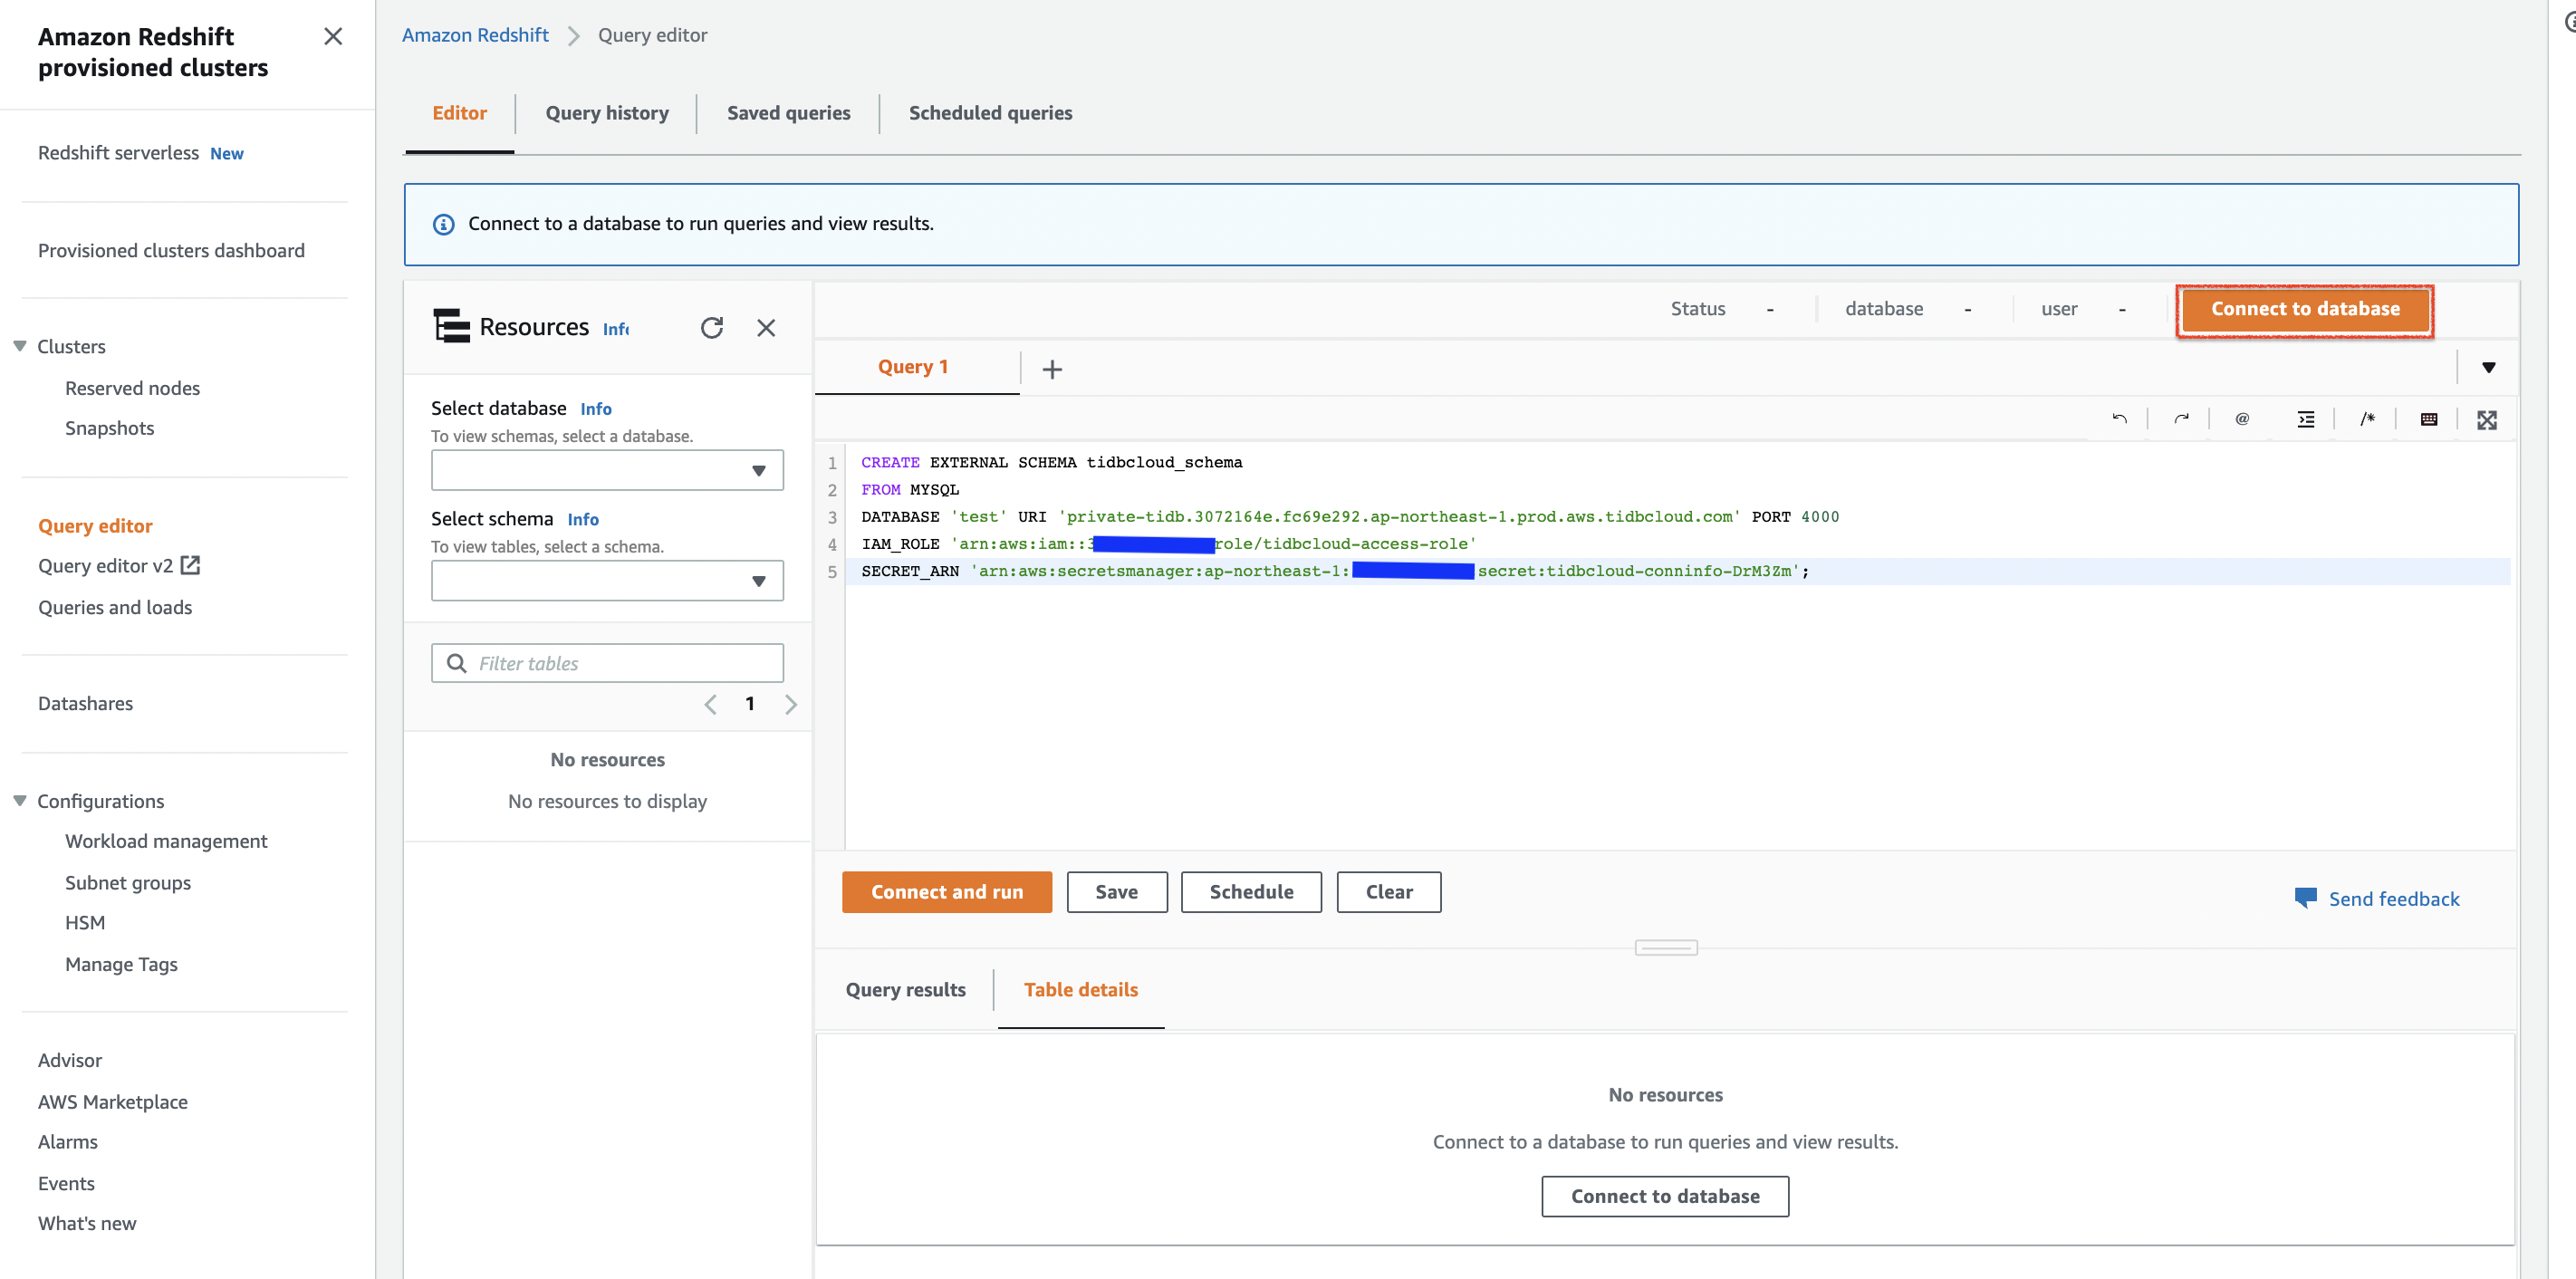 Amazon Redshift
provisioned clusters
Redshift serverless New
Provisioned clusters dashboard
Clusters
Reserved nodes
Snapshots
Query editor
Query editor v2
Queries and loads
Datashares
Configurations
Workload management
Subnet groups
HSM
Manage Tags
Advisor
AWS Marketplace
Alarms
Events
What's new
Amazon Redshift Query editor
Editor Query history Saved queries Scheduled queries
Connect to a database to run queries and view results.
Resources Info
Select database Info
To view schemas, select a database.
Select schema Info
To view tables, select a schema.
Filter tables
1
No resources
No resources to display
Status - database - user - Connect to database
Query 1 +
@ /*
1 CREATE EXTERNAL SCHEMA tidbcloud_schema
2 FROM MYSQL
3 DATABASE 'test' URI 'private-tidb.3072164e.fc69e292.ap-northeast-1.prod.aws.tidbcloud.com' PORT 4000
4 IAM_ROLE 'arn:aws:iam::3 role/tidbcloud-access-role'
5 SECRET_ARN 'arn:aws:secretsmanager:ap-northeast-1: secret:tidbcloud-conninfo-DrM3Zm';
Connect and run Save Schedule Clear
Send feedback
Query results Table details
No resources
Connect to a database to run queries and view results.
Connect to database